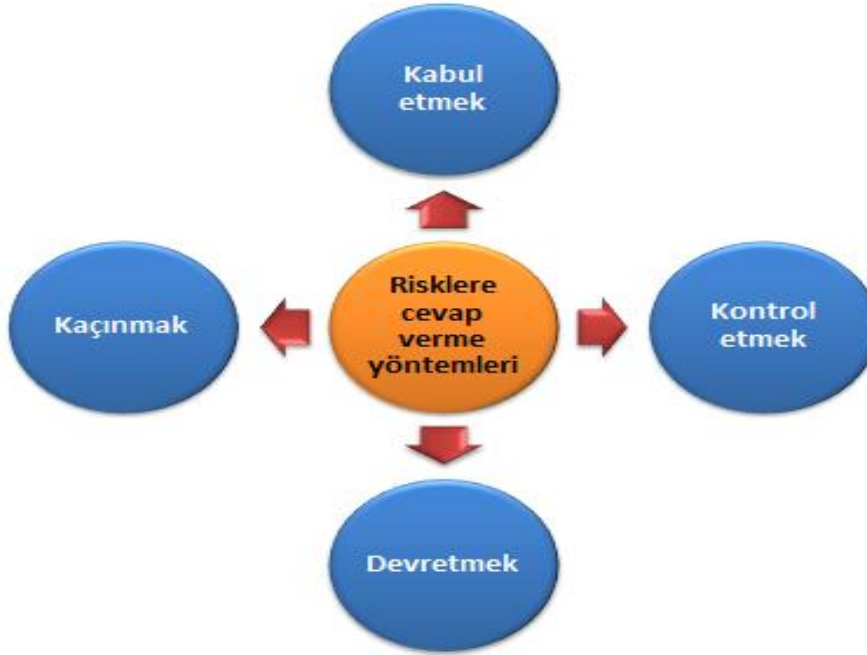 Kabul
etmek
Kaçınmak
Risklere
cevap
verme
yöntemleri
Kontrol
etmek
Devretmek